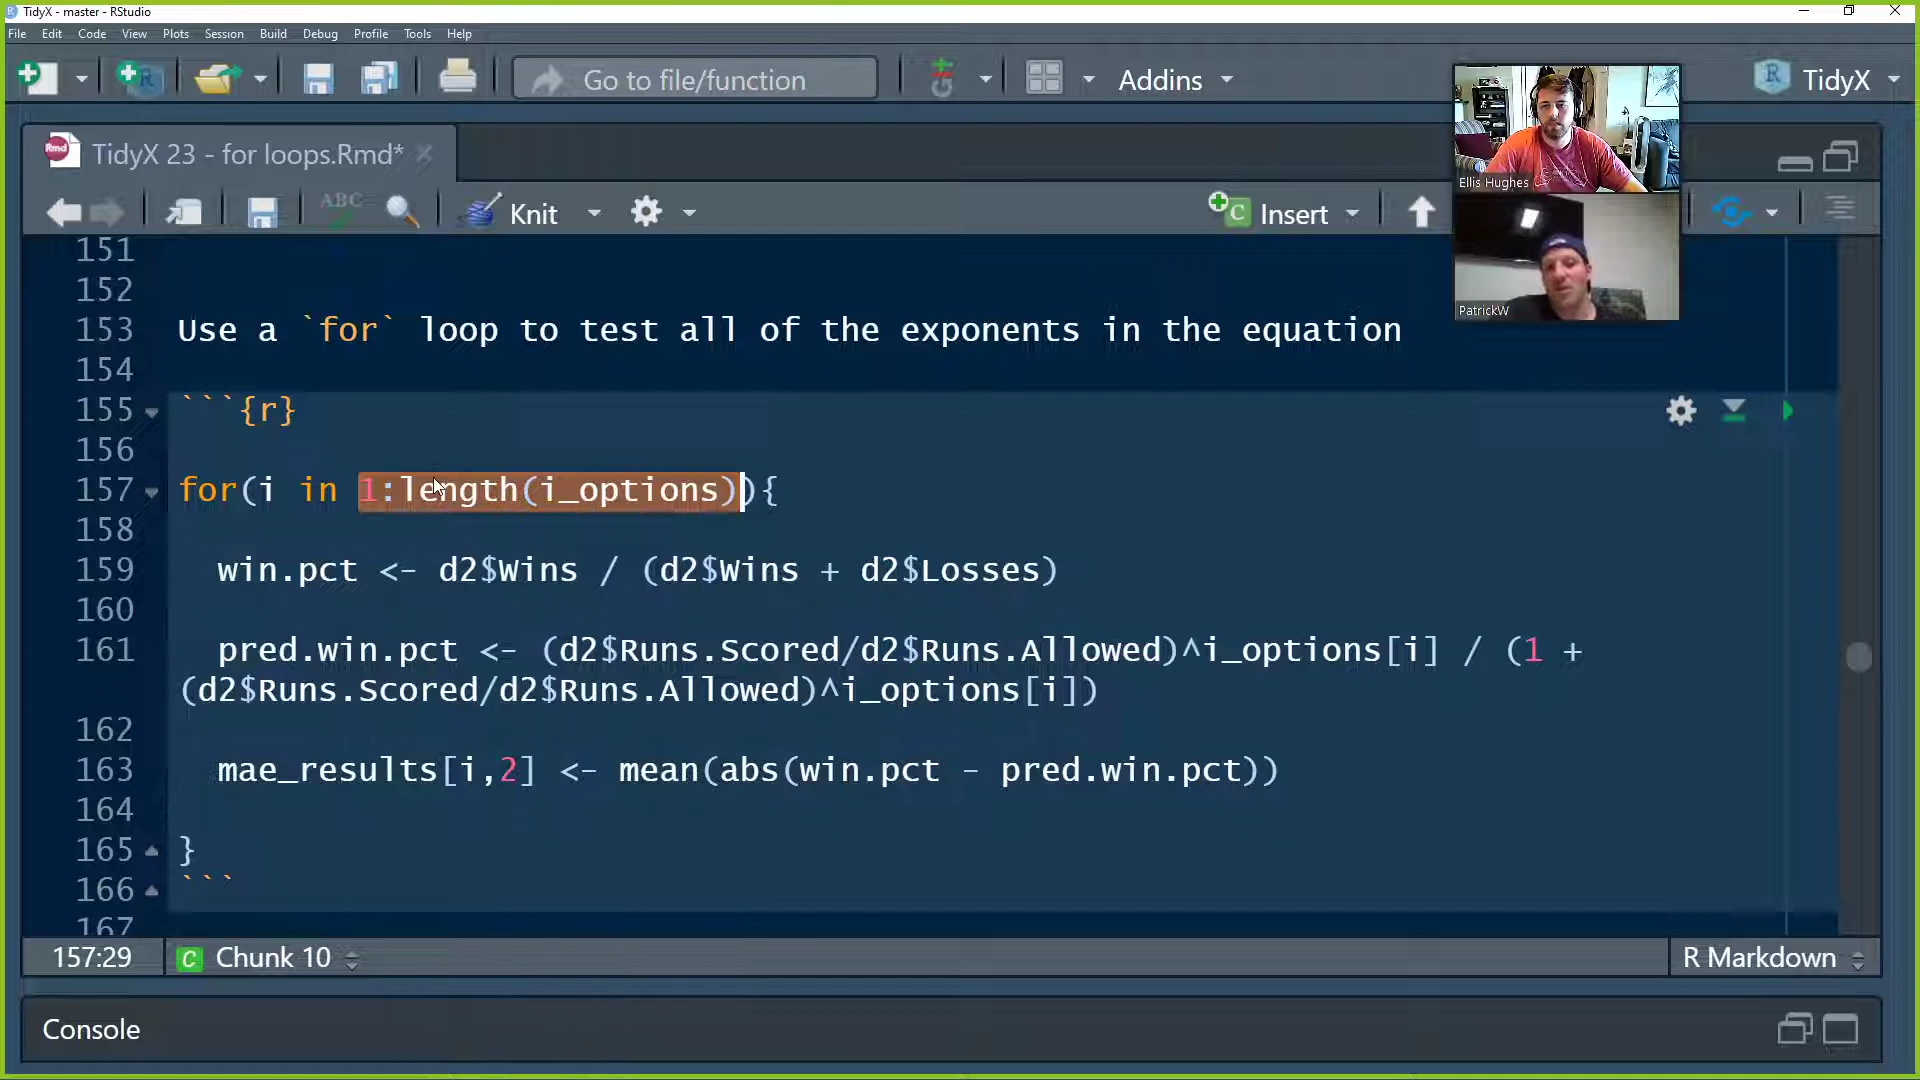 TidyX - master - RStudio
File Edit Code View Plots Session Build Debug Profile Tools Help
Go to file/function
Addins
TidyX
Rmd
TidyX 23 - for loops.Rmd*
ABC
Knit
Insert
Ellis Hughes
PatrickW
151
152
153 Use a `for` loop to test all of the exponents in the equation
154
155 ```{r}
156
157 for(i in 1:length(i_options)){
158
159 win.pct <- d2$Wins / (d2$Wins + d2$Losses)
160
161 pred.win.pct <- (d2$Runs.Scored/d2$Runs.Allowed)^i_options[i] / (1 +
(d2$Runs.Scored/d2$Runs.Allowed)^i_options[i])
162
163 mae_results[i,2] <- mean(abs(win.pct - pred.win.pct))
164
165 }
166 ```
167
157:29
C Chunk 10
R Markdown
Console